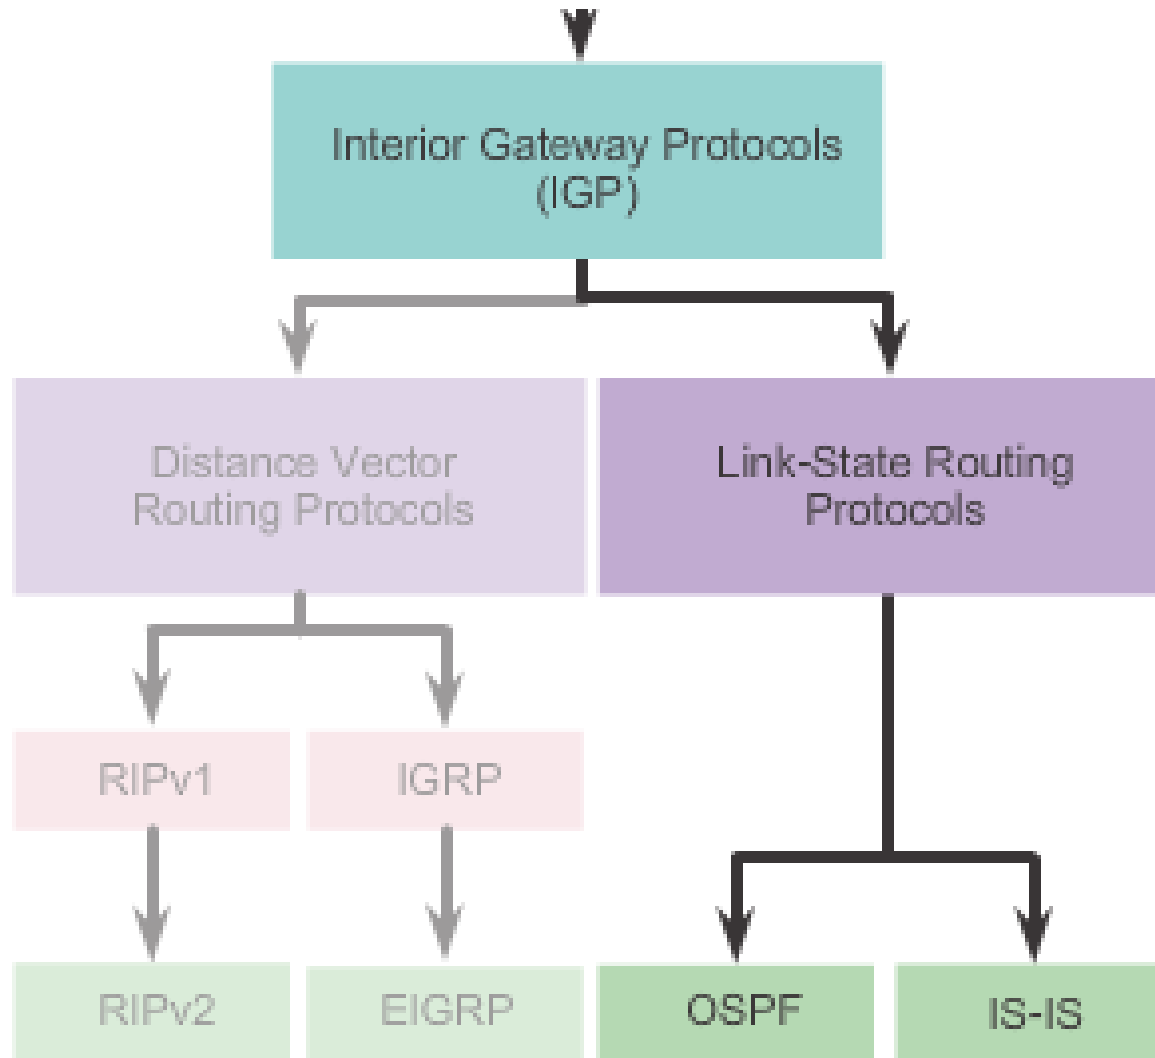 Interior Gateway Protocols
(IGP)
Distance Vector
Routing Protocols
Link-State Routing
Protocols
RIPv1
IGRP
RIPv2
EIGRP
OSPF
IS-IS